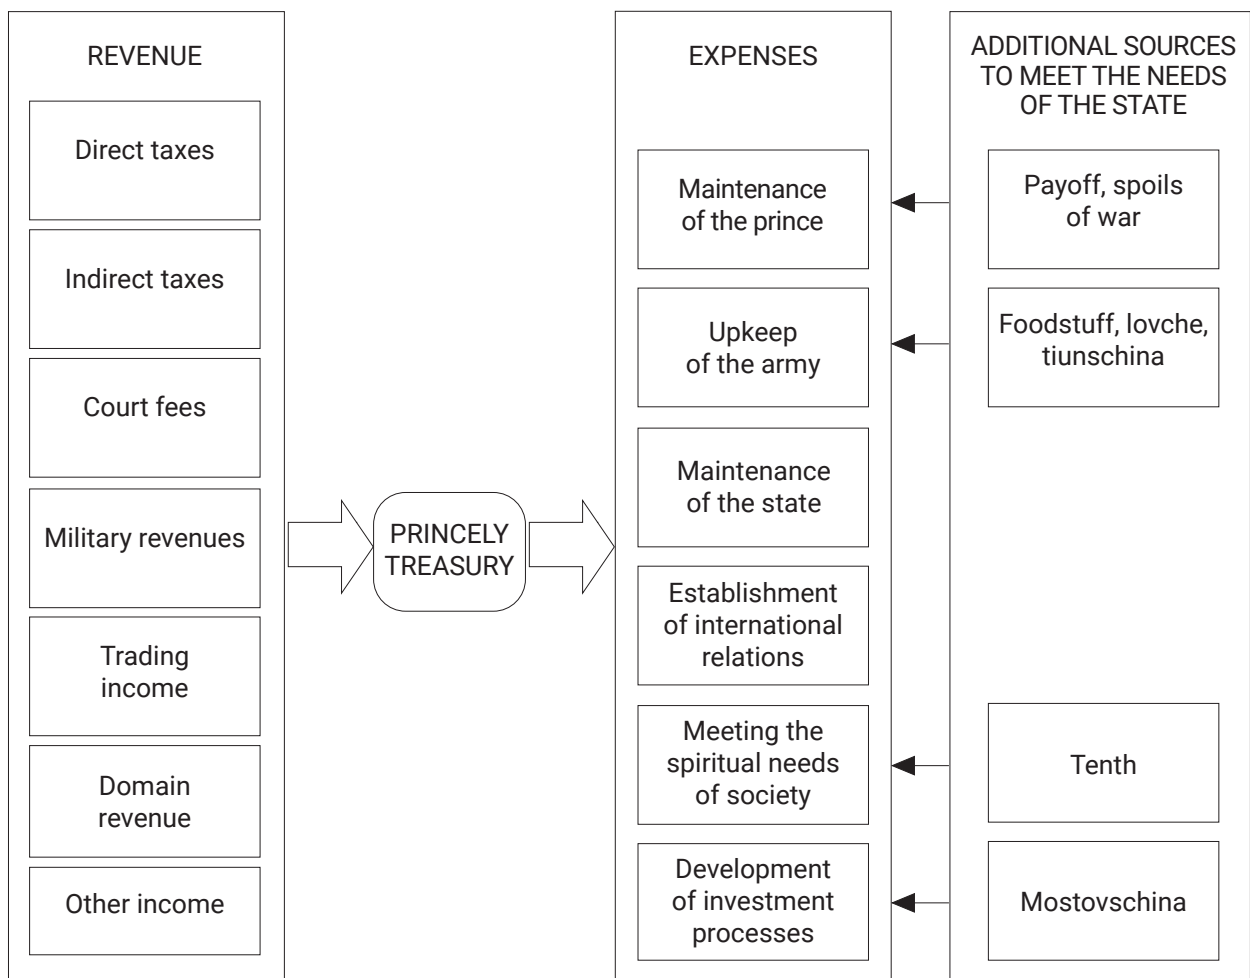 REVENUE
Direct taxes
Indirect taxes
Court fees
Military revenues
Trading
income
Domain
revenue
Other income
PRINCELY
TREASURY
EXPENSES
Maintenance
of the prince
Upkeep
of the army
Maintenance
of the state
Establishment
of international
relations
Meeting the
spiritual needs
of society
Development
of investment
processes
ADDITIONAL SOURCES
TO MEET THE NEEDS
OF THE STATE
Payoff, spoils
of war
Foodstuff, lovche,
tiunschina
Tenth
Mostovschina